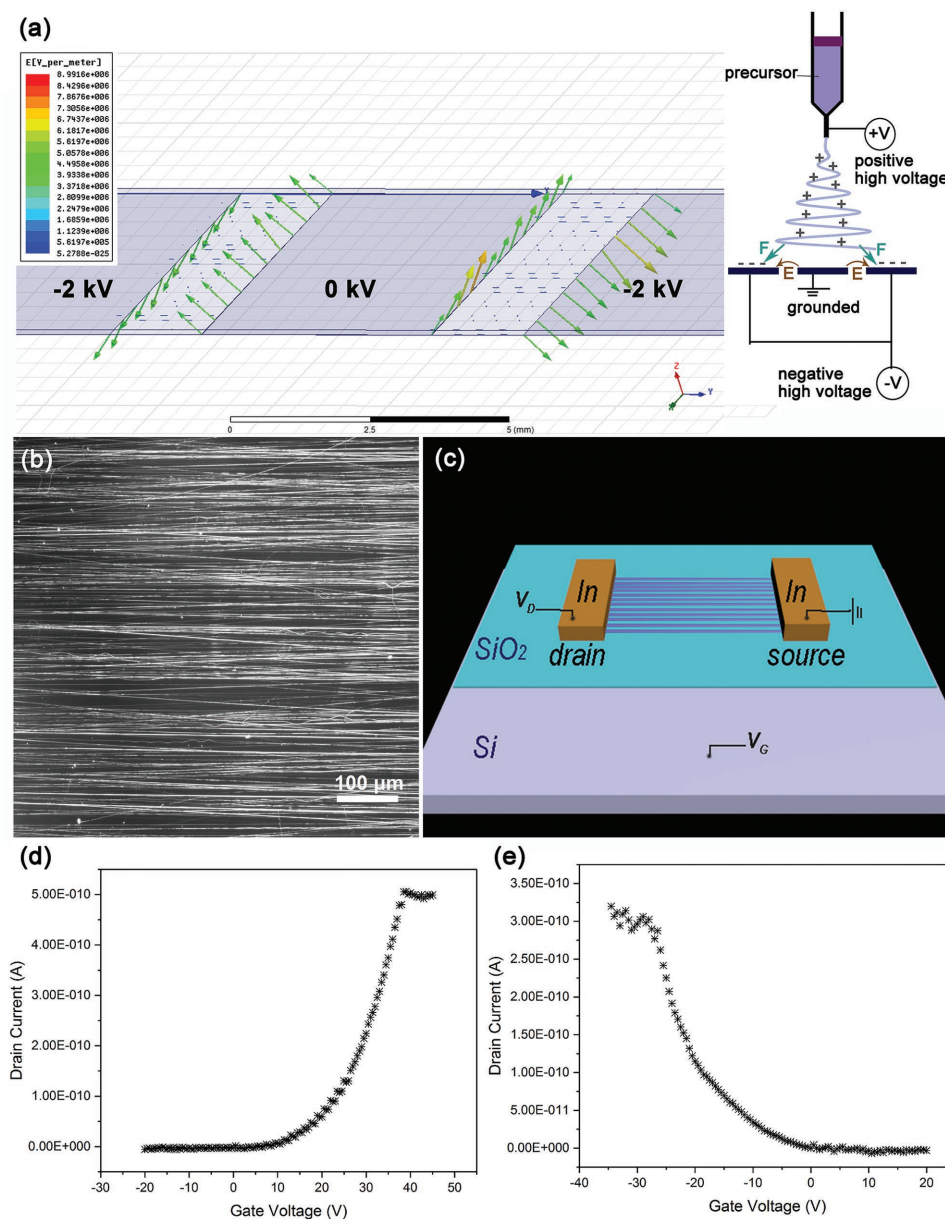 (a)
E[V_per_meter]
8.9916e+006
8.4296e+006
7.8676e+006
7.3056e+006
6.7437e+006
6.1817e+006
5.6197e+006
5.0578e+006
4.4958e+006
3.9338e+006
3.3718e+006
2.8099e+006
2.2479e+006
1.6859e+006
1.1239e+006
5.6197e+005
5.2788e-025
Y
-2 kV
0 kV
-2 kV
Z
Y
X
0
2.5
5 (mm)
precursor
+V
positive
high voltage
F
F
E
E
grounded
negative
high voltage
-V
(b)
100 μm
(c)
In
In
V_D
SiO₂
drain
source
Si
V_G
(d)
5.00E-010
4.00E-010
3.00E-010
2.00E-010
1.00E-010
0.00E+000
Drain Current (A)
-30 -20 -10 0 10 20 30 40 50
Gate Voltage (V)
(e)
3.50E-010
3.00E-010
2.50E-010
2.00E-010
1.50E-010
1.00E-010
5.00E-011
0.00E+000
Drain Current (A)
-40 -30 -20 -10 0 10 20
Gate Voltage (V)